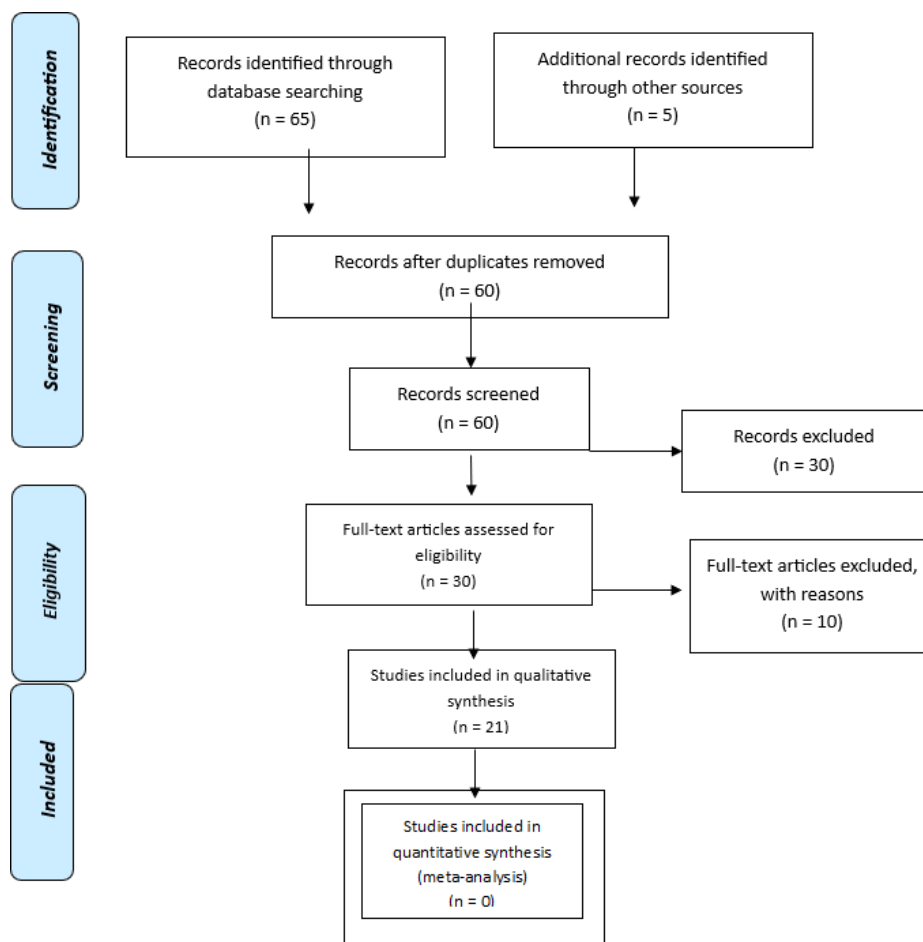 Identification
Records identified through
database searching
(n = 65)
Additional records identified
through other sources
(n = 5)
Screening
Records after duplicates removed
(n = 60)
Records screened
(n = 60)
Records excluded
(n = 30)
Eligibility
Full-text articles assessed for
eligibility
(n = 30)
Full-text articles excluded,
with reasons
(n = 10)
Studies included in qualitative
synthesis
(n = 21)
Included
Studies included in
quantitative synthesis
(meta-analysis)
(n = 0)